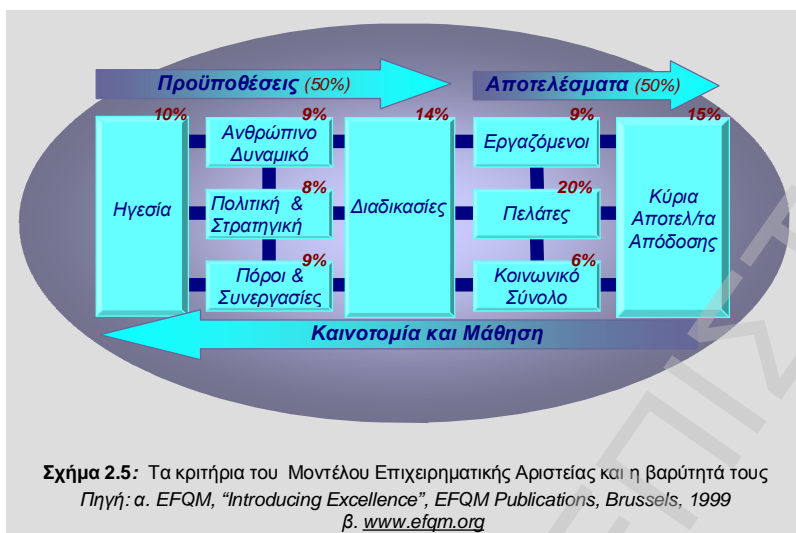 Προϋποθέσεις (50%)
Αποτελέσματα (50%)
10%
Ηγεσία
9%
Ανθρώπινο
Δυναμικό
8%
Πολιτική &
Στρατηγική
9%
Πόροι &
Συνεργασίες
14%
Διαδικασίες
9%
Εργαζόμενοι
20%
Πελάτες
6%
Κοινωνικό
Σύνολο
15%
Κύρια
Αποτελ/τα
Απόδοσης
Καινοτομία και Μάθηση
Σχήμα 2.5: Τα κριτήρια του Μοντέλου Επιχειρηματικής Αριστείας και η βαρύτητά τους
Πηγή: α. EFQM, “Introducing Excellence”, EFQM Publications, Brussels, 1999
β. www.efqm.org